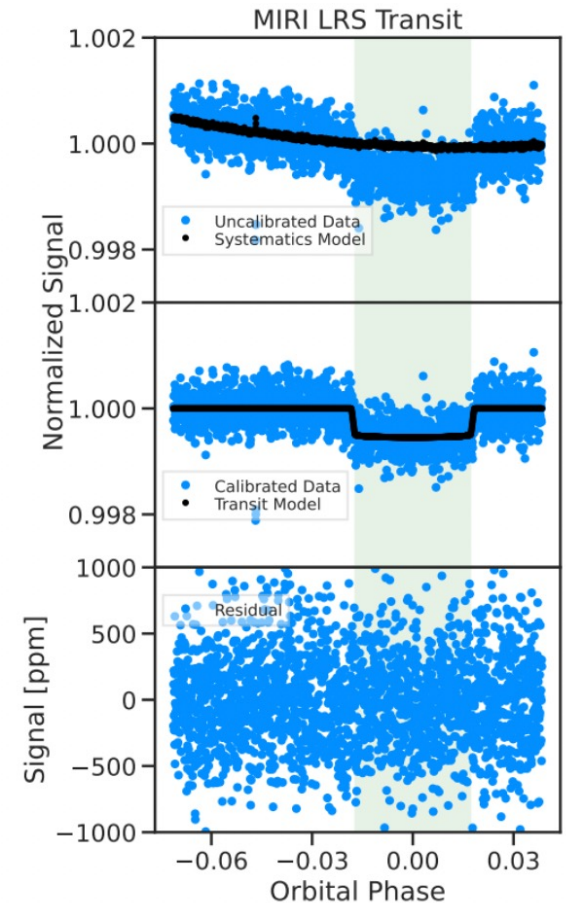 MIRI LRS Transit
1.002
1.000
0.998
Uncalibrated Data
Systematics Model
1.002
1.000
0.998
Calibrated Data
Transit Model
Normalized Signal
1000
500
0
−500
−1000
Residual
Signal [ppm]
−0.06 −0.03 0.00 0.03
Orbital Phase